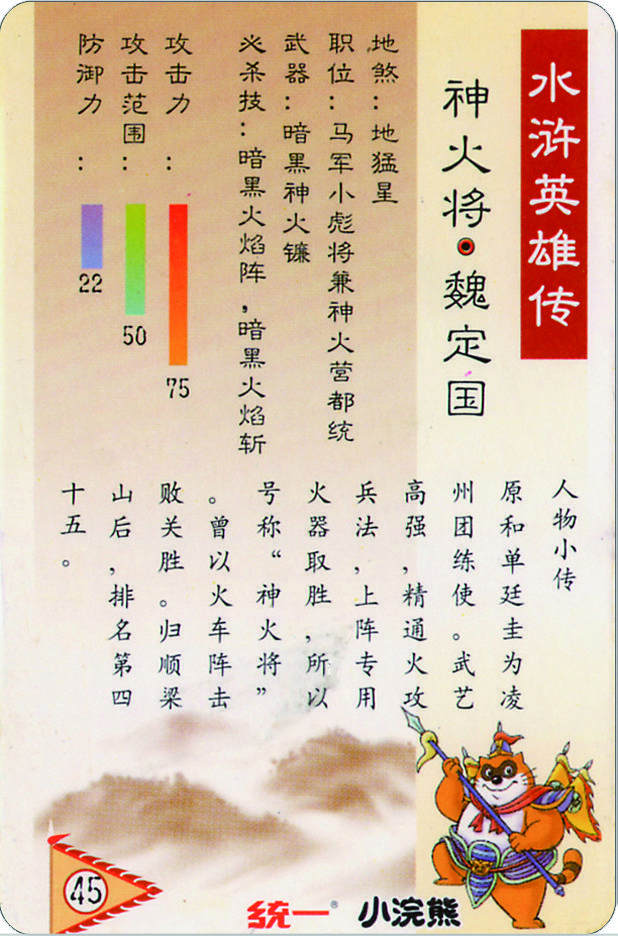 水浒英雄传
神火将·魏定国
地煞：地猛星
职位：马军小彪将兼神火营都统
武器：暗黑神火镰
必杀技：暗黑火焰阵，暗黑火焰斩
攻击力：
75
攻击范围：
50
防御力：
22
人物小传
原和单廷圭为凌
州团练使。武艺
高强，精通火攻
兵法，上阵专用
火器取胜，所以
号称“神火将”
。曾以火车阵击
败关胜。归顺梁
山后，排名第四
十五。
45
统一® 小浣熊